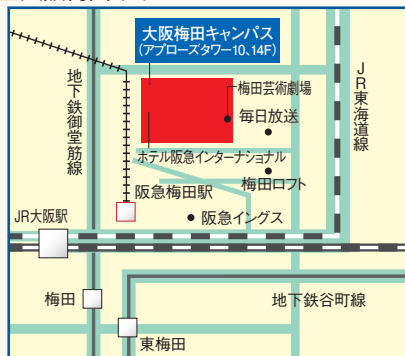 大阪梅田キャンパス
(アプローズタワー10、14F)
地下鉄御堂筋線
JR東海道線
梅田芸術劇場
毎日放送
ホテル阪急インターナショナル
梅田ロフト
阪急梅田駅
阪急イングス
JR大阪駅
梅田
地下鉄谷町線
東梅田